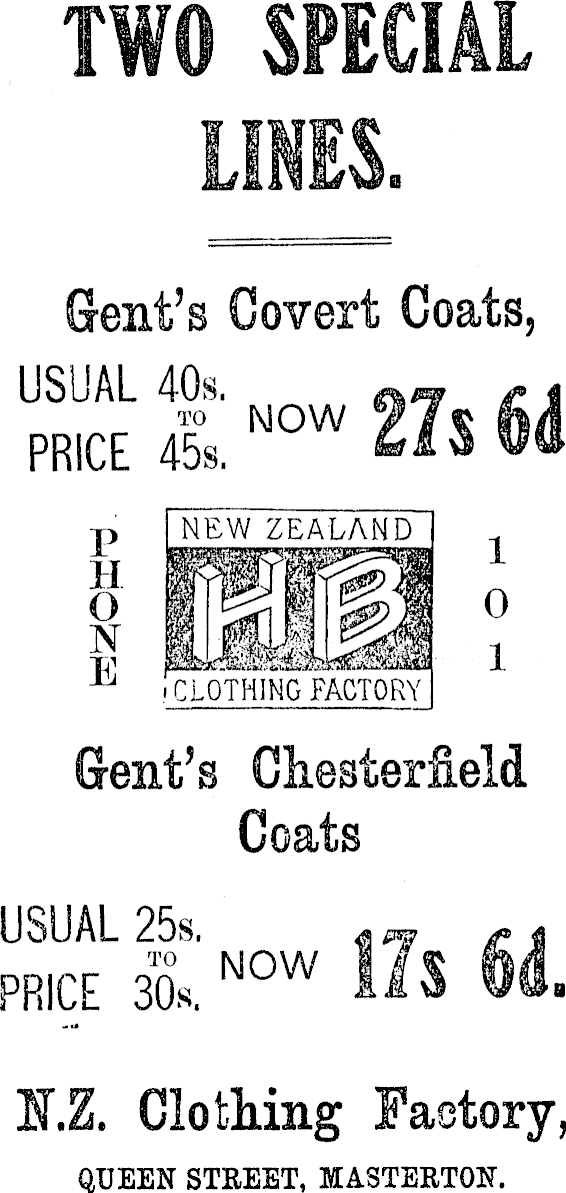 TWO SPECIAL
LINES.
Gent's Covert Coats,
USUAL 40s.
TO
PRICE 45s.
NOW 27s 6d
PHONE
NEW ZEALAND
HB
CLOTHING FACTORY
101
Gent's Chesterfield
Coats
USUAL 25s.
TO
PRICE 30s.
NOW 17s 6d.
N.Z. Clothing Factory,
QUEEN STREET, MASTERTON.